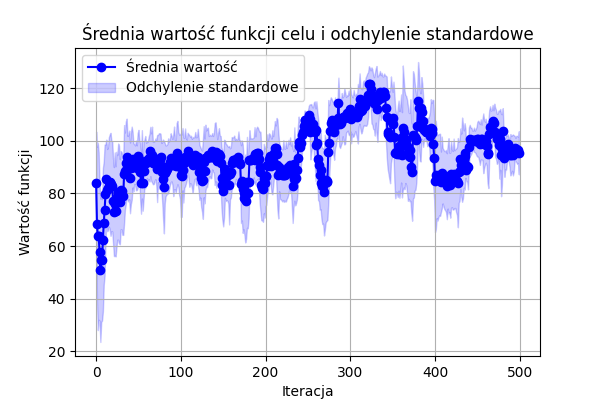 Średnia wartość funkcji celu i odchylenie standardowe
Średnia wartość
Odchylenie standardowe
Wartość funkcji
120
100
80
60
40
20
0 100 200 300 400 500
Iteracja